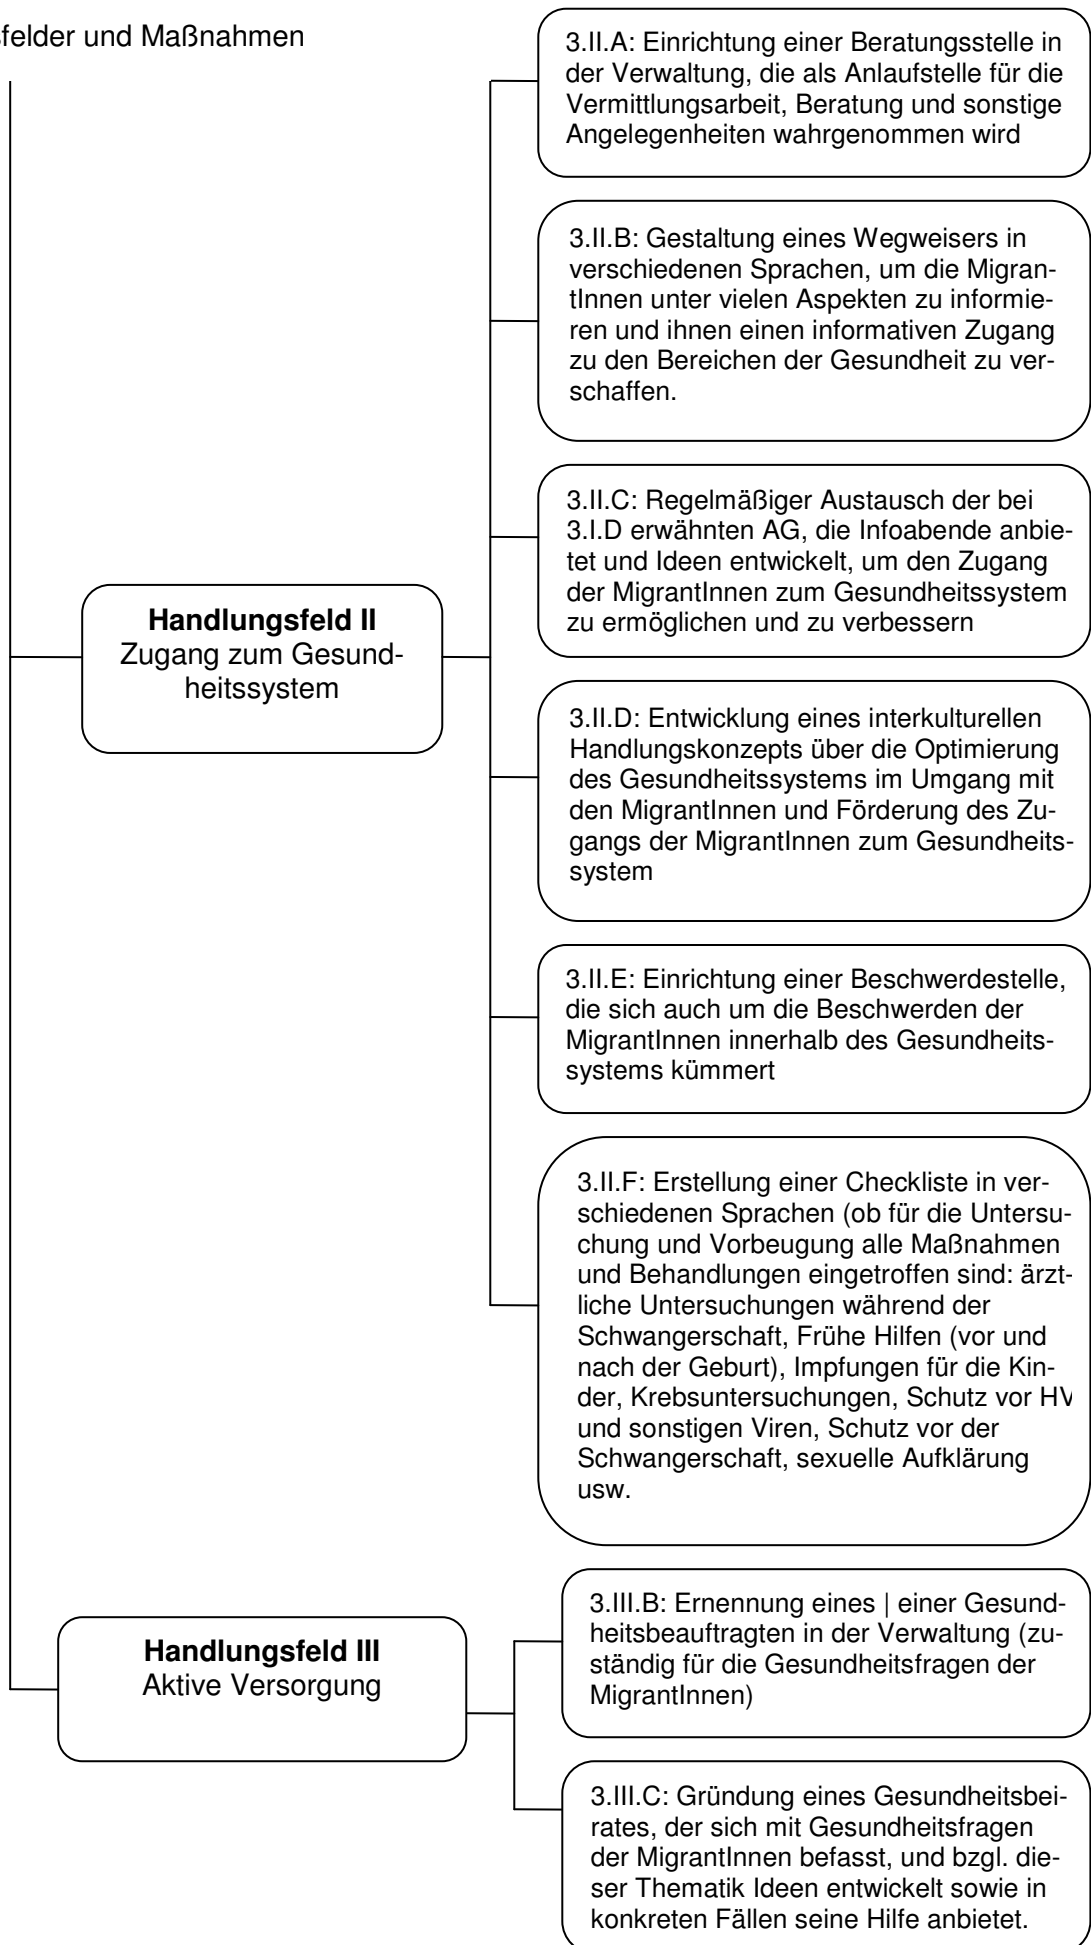 sfelder und Maßnahmen
3.II.A: Einrichtung einer Beratungsstelle in
der Verwaltung, die als Anlaufstelle für die
Vermittlungsarbeit, Beratung und sonstige
Angelegenheiten wahrgenommen wird
3.II.B: Gestaltung eines Wegweisers in
verschiedenen Sprachen, um die Migran-
tInnen unter vielen Aspekten zu informie-
ren und ihnen einen informativen Zugang
zu den Bereichen der Gesundheit zu ver-
schaffen.
3.II.C: Regelmäßiger Austausch der bei
3.I.D erwähnten AG, die Infoabende anbie-
tet und Ideen entwickelt, um den Zugang
der MigrantInnen zum Gesundheitssystem
zu ermöglichen und zu verbessern
Handlungsfeld II
Zugang zum Gesund-
heitssystem
3.II.D: Entwicklung eines interkulturellen
Handlungskonzepts über die Optimierung
des Gesundheitssystems im Umgang mit
den MigrantInnen und Förderung des Zu-
gangs der MigrantInnen zum Gesundheits-
system
3.II.E: Einrichtung einer Beschwerdestelle,
die sich auch um die Beschwerden der
MigrantInnen innerhalb des Gesundheits-
systems kümmert
3.II.F: Erstellung einer Checkliste in ver-
schiedenen Sprachen (ob für die Untersu-
chung und Vorbeugung alle Maßnahmen
und Behandlungen eingetroffen sind: ärzt-
liche Untersuchungen während der
Schwangerschaft, Frühe Hilfen (vor und
nach der Geburt), Impfungen für die Kin-
der, Krebsuntersuchungen, Schutz vor HV
und sonstigen Viren, Schutz vor der
Schwangerschaft, sexuelle Aufklärung
usw.
Handlungsfeld III
Aktive Versorgung
3.III.B: Ernennung eines | einer Gesund-
heitsbeauftragten in der Verwaltung (zu-
ständig für die Gesundheitsfragen der
MigrantInnen)
3.III.C: Gründung eines Gesundheitsbei-
rates, der sich mit Gesundheitsfragen
der MigrantInnen befasst, und bzgl. die-
ser Thematik Ideen entwickelt sowie in
konkreten Fällen seine Hilfe anbietet.